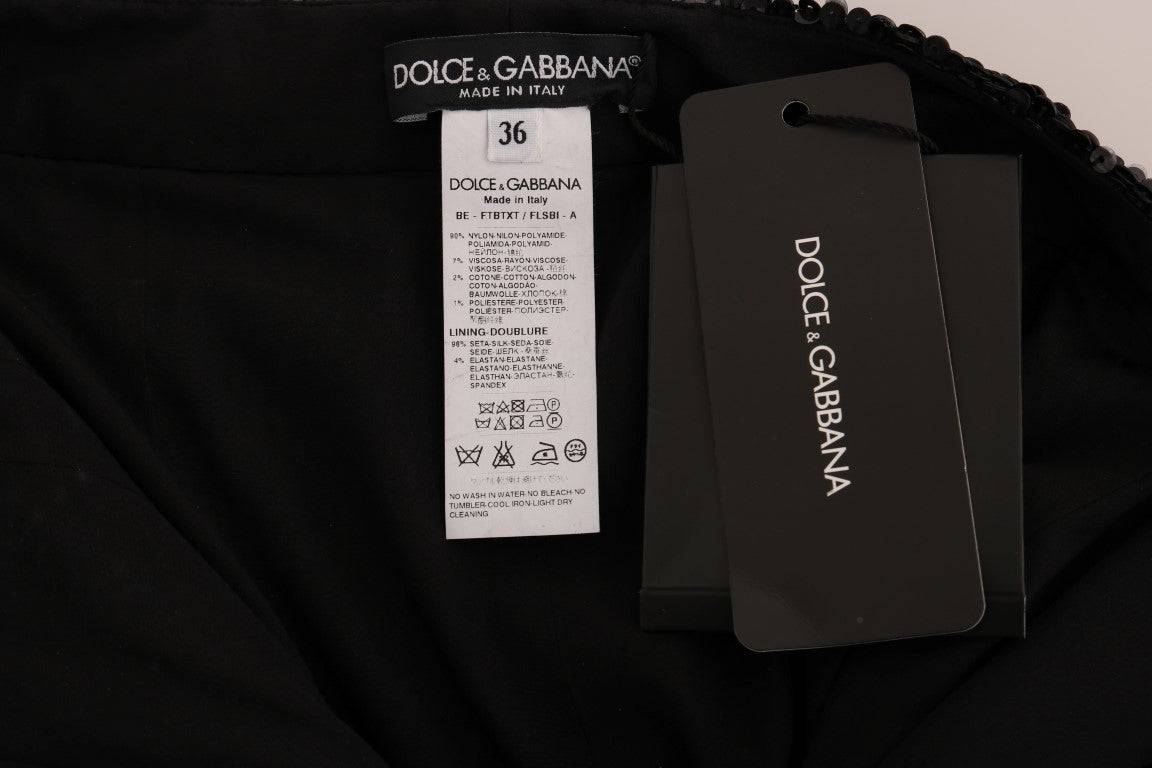 DOLCE & GABBANA®
MADE IN ITALY
36
DOLCE & GABBANA
Made in Italy
BE - FTBTXT / FLSBI - A
90% NYLON-NILON-POLYAMIDE-
POLIAMIDA-POLYAMID-
НЕЙЛОН-
7% VISCOSA-RAYON-VISCOSE-
VISKOSE-ВИСКОЗА
2% COTONE-COTTON-ALGODON-
COTON-ALGODÃO-
BAUMWOLLE-ХЛОПОК-棉
1% POLIESTERE-POLYESTER-
POLIÉSTER-ПОЛИЭСТЕР-
LINING-DOUBLURE
96% SETA-SILK-SEDA-SOIE-
SEIDE-ШЕЛК -
4% ELASTAN-ELASTANE-
ELASTANO-ELASTHANNE-
ELASTHAN-ЭЛАСТАН-
SPANDEX
P
P
NO WASH IN WATER-NO BLEACH-NO
TUMBLER-COOL IRON-LIGHT DRY
CLEANING
DOLCE & GABBANA